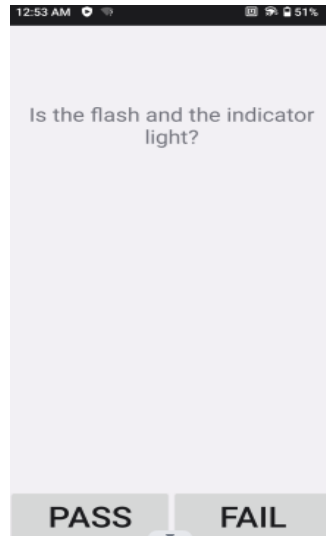 12:53 AM 51%
Is the flash and the indicator
light?
PASS FAIL